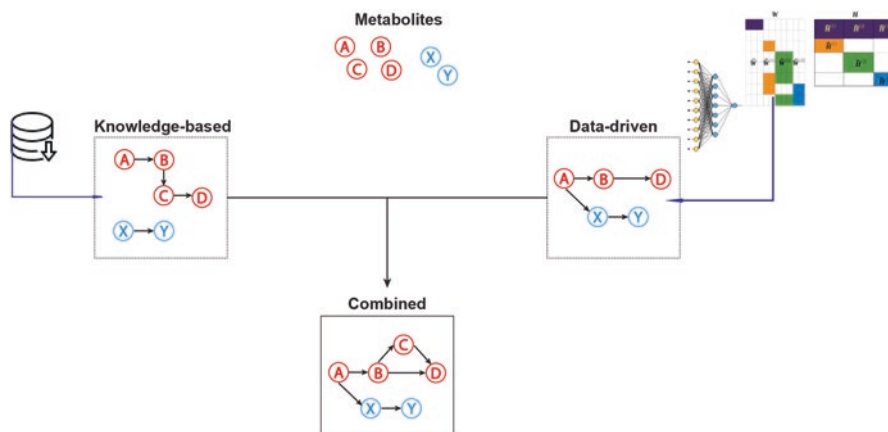 Metabolites
A B
C D
X
Y
W H
Knowledge-based
A B
C D
X Y
Data-driven
A B D
X Y
Combined
C
A B D
X Y